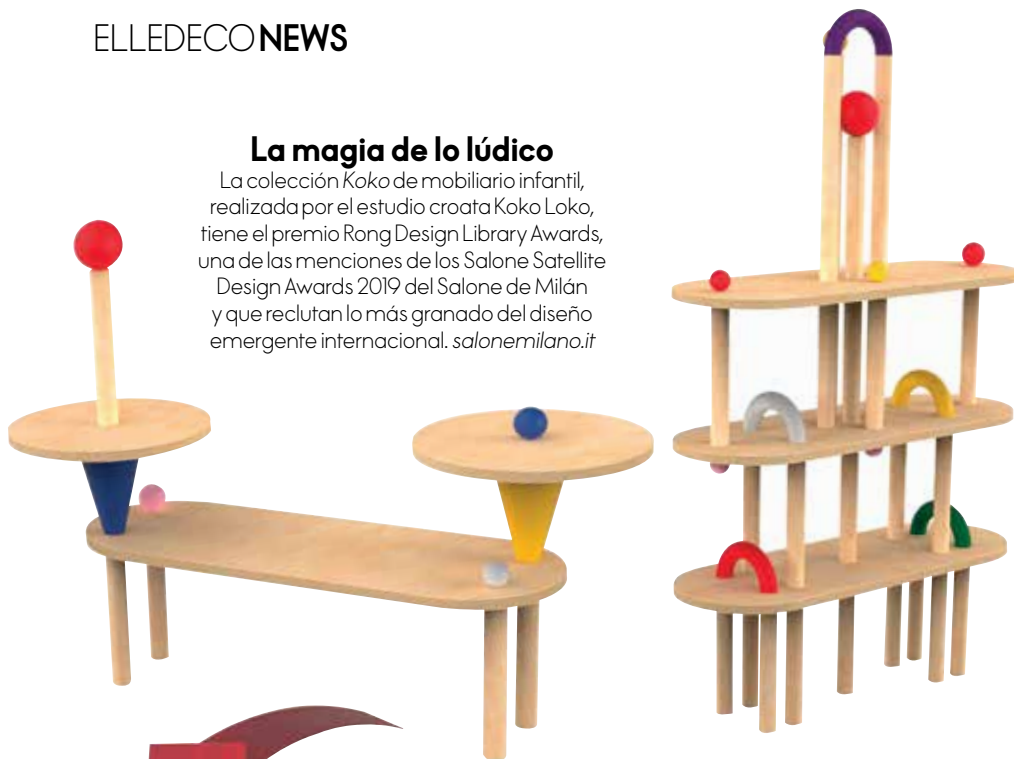 ELLEDECO NEWS
La magia de lo lúdico
La colección Koko de mobiliario infantil,
realizada por el estudio croata Koko Loko,
tiene el premio Rong Design Library Awards,
una de las menciones de los Salone Satellite
Design Awards 2019 del Salone de Milán
y que reclutan lo más granado del diseño
emergente internacional. salonemilano.it